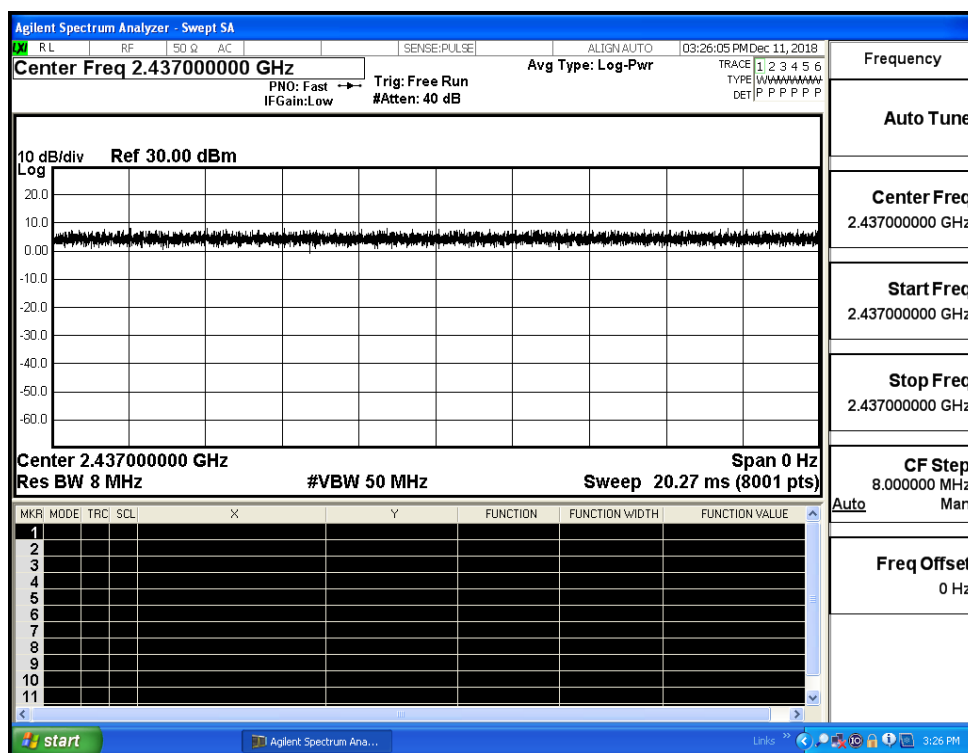 Agilent Spectrum Analyzer - Swept SA
LXI RL RF 50 Ω AC SENSE:PULSE ALIGN AUTO 03:26:05 PM Dec 11, 2018
Center Freq 2.437000000 GHz
PNO: Fast
IFGain:Low
Trig: Free Run
#Atten: 40 dB
Avg Type: Log-Pwr
TRACE 1 2 3 4 5 6
TYPE WWWWWW
DET P P P P P P
10 dB/div Ref 30.00 dBm
Log
20.0
10.0
0.00
-10.0
-20.0
-30.0
-40.0
-50.0
-60.0
Center 2.437000000 GHz Span 0 Hz
Res BW 8 MHz #VBW 50 MHz Sweep 20.27 ms (8001 pts)
MKR MODE TRC SCL X Y FUNCTION FUNCTION WIDTH FUNCTION VALUE
1
2
3
4
5
6
7
8
9
10
11
Frequency
Auto Tune
Center Freq
2.437000000 GHz
Start Freq
2.437000000 GHz
Stop Freq
2.437000000 GHz
CF Step
8.000000 MHz
Auto Man
Freq Offset
0 Hz
start Agilent Spectrum Ana... Links 3:26 PM